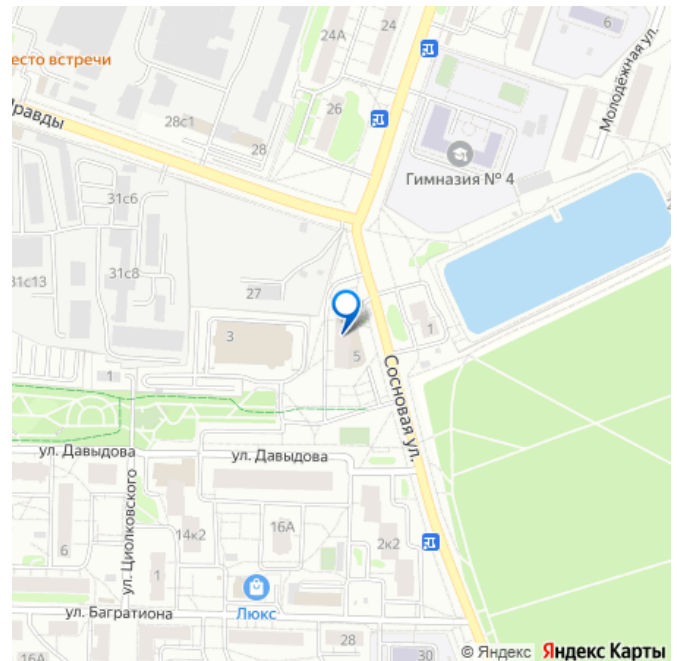 24А
24
6
есто встречи
Молодёжная ул.
Правды
28с1
26
28
Гимназия № 4
31с6
31с8
31с13
27
3
1
5
Сосновая ул.
1
ул. Давыдова
ул. Давыдова
ул. Циолковского
16А
14к2
2к2
6
1
Люкс
ул. Багратиона
28
16А
30
© Яндекс Яндекс Карты